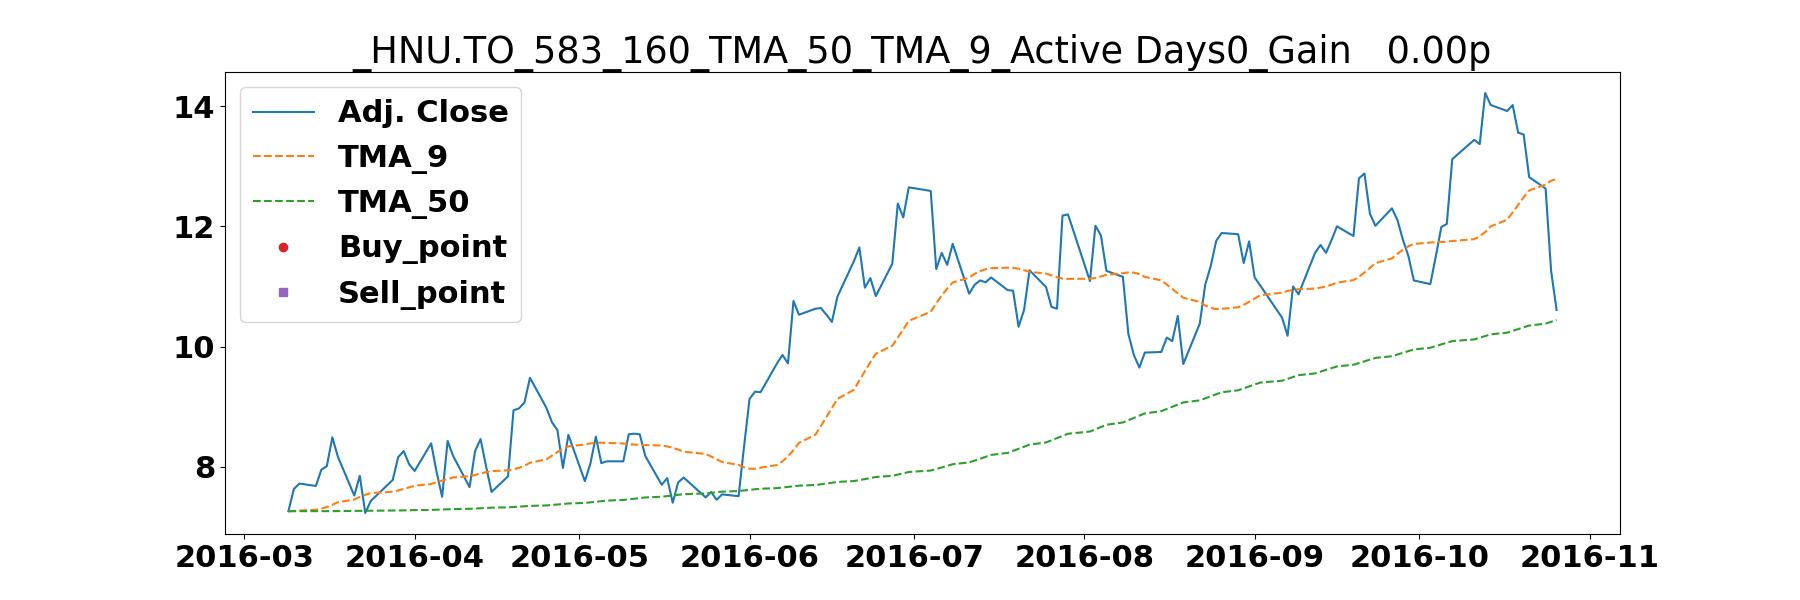 _HNU.TO_583_160_TMA_50_TMA_9_Active Days0_Gain   0.00p
14
12
10
8
Adj. Close
TMA_9
TMA_50
Buy_point
Sell_point
2016-03 2016-04 2016-05 2016-06 2016-07 2016-08 2016-09 2016-10 2016-11